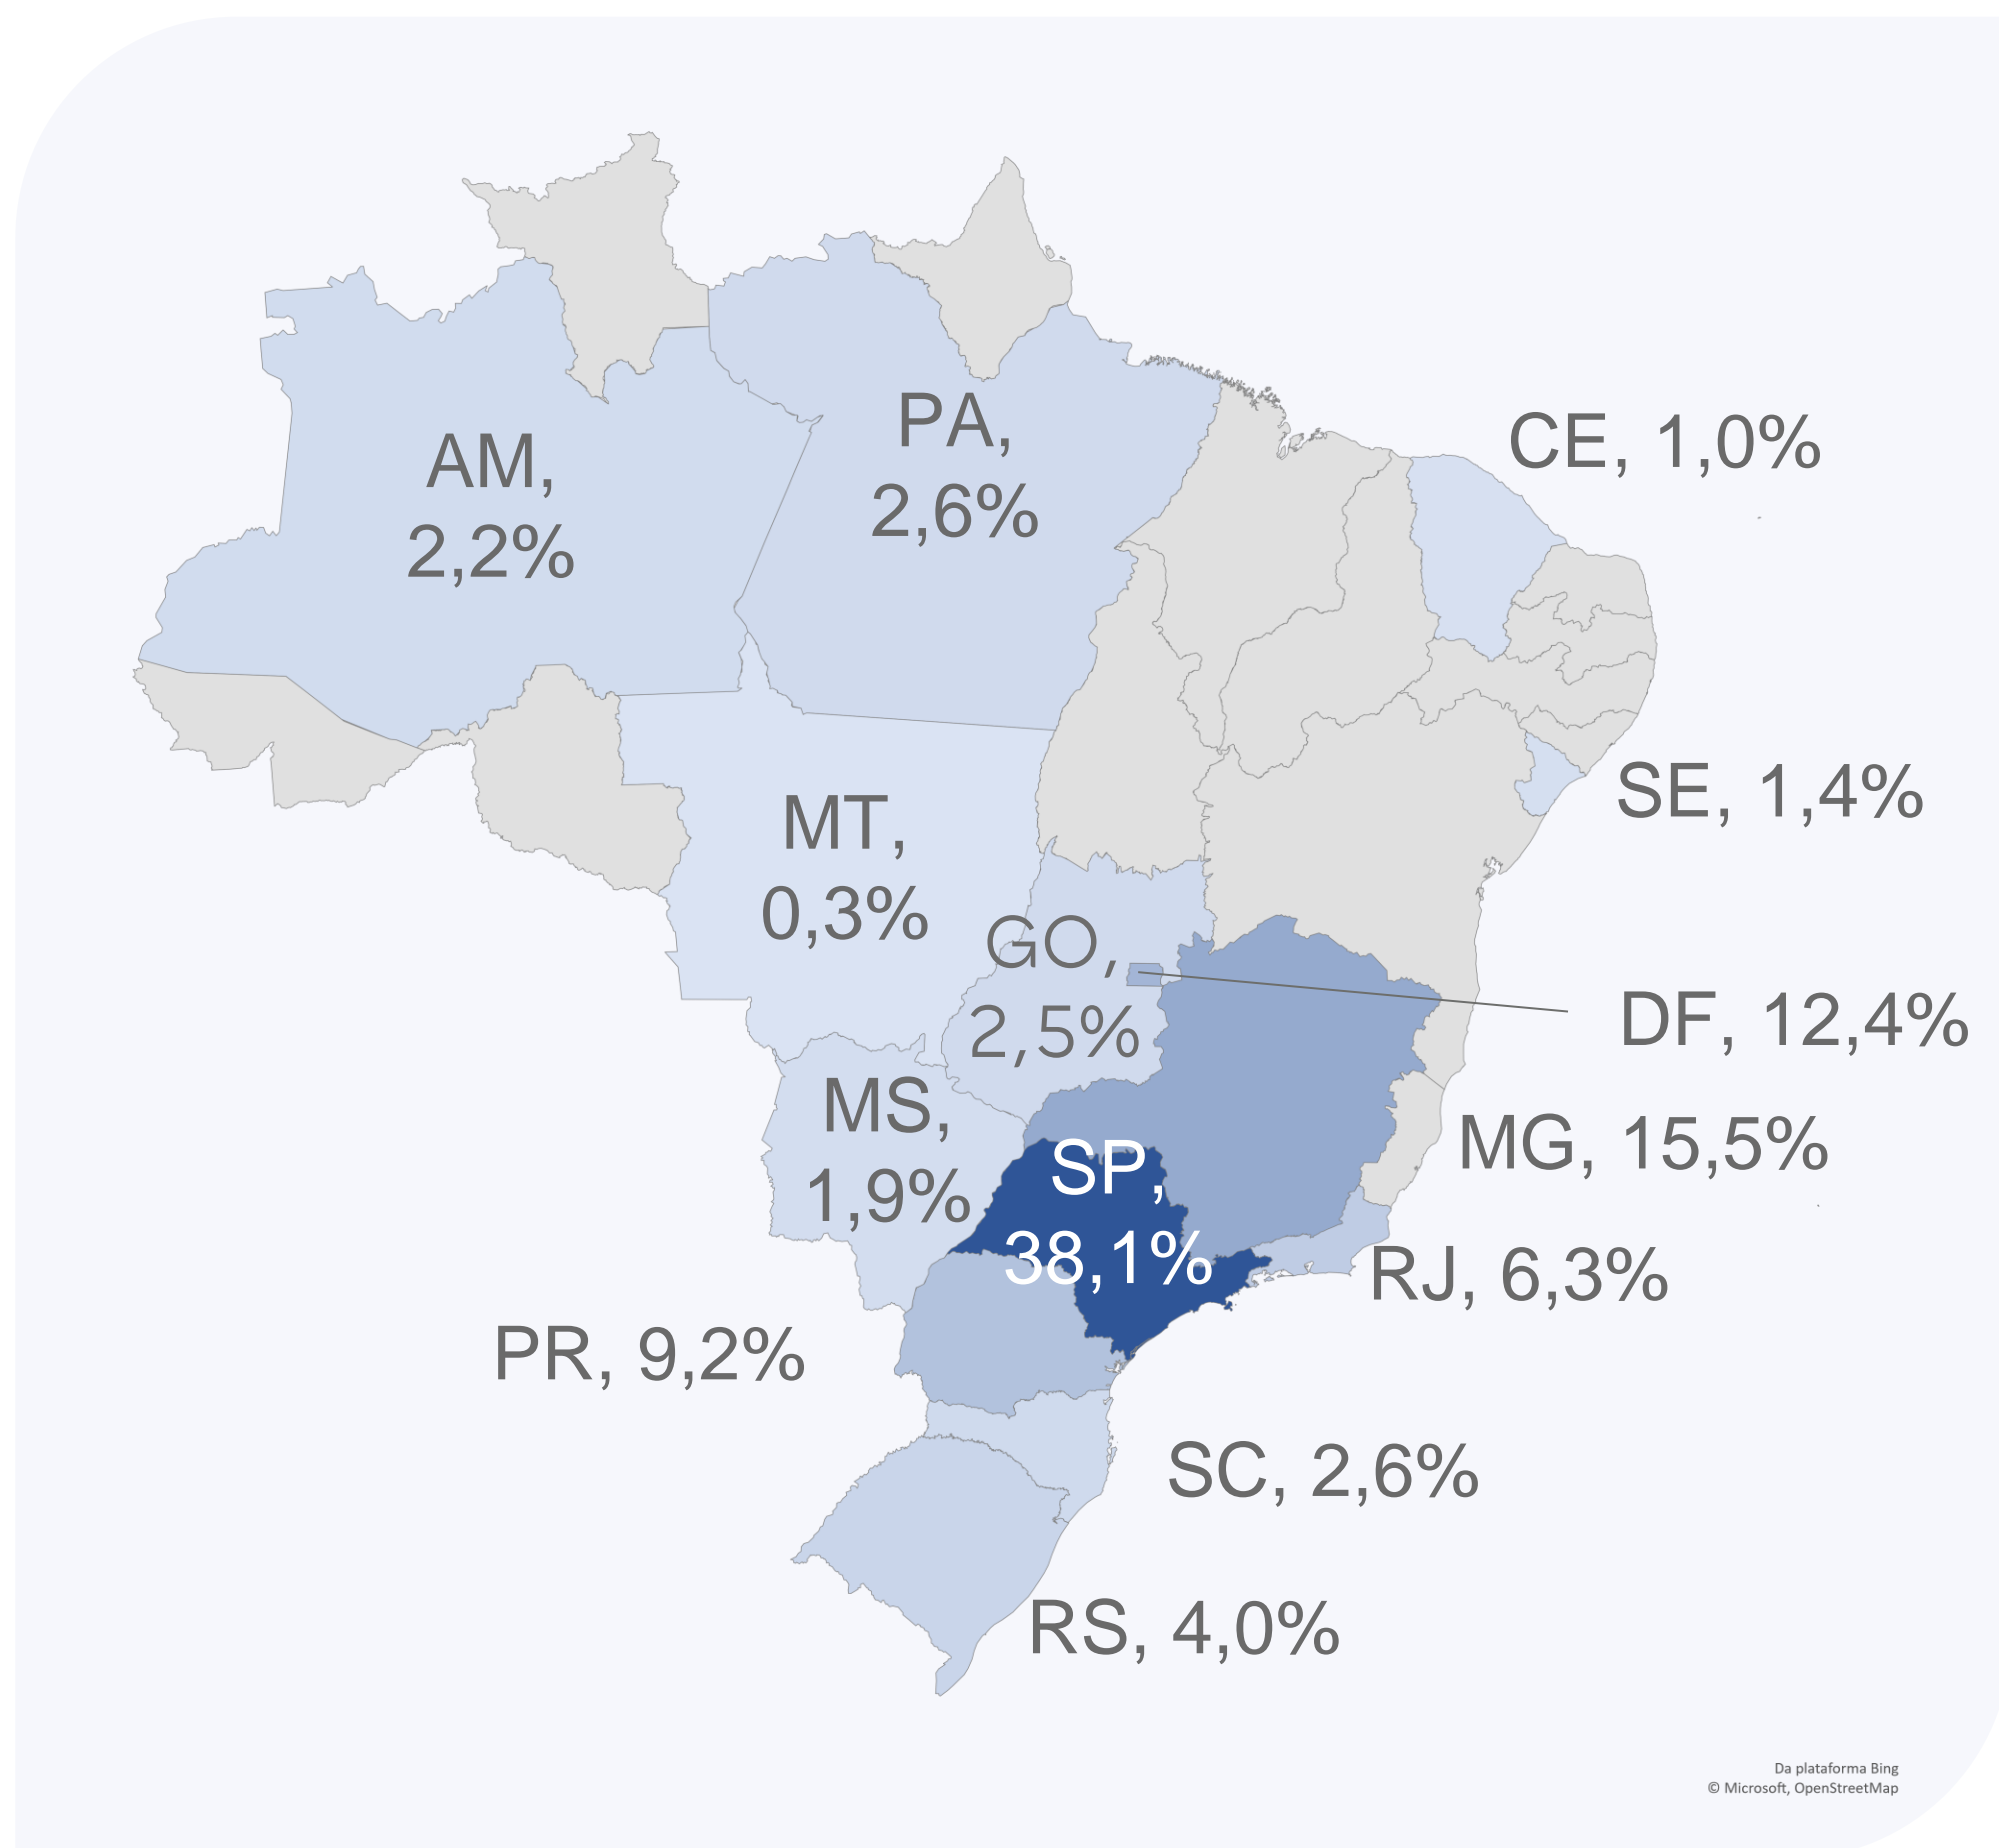 PA,
2,6%
CE, 1,0%
AM,
2,2%
SE, 1,4%
MT,
0,3%
GO,
2,5%
DF, 12,4%
MS,
1,9%
MG, 15,5%
SP,
38,1%
RJ, 6,3%
PR, 9,2%
SC, 2,6%
RS, 4,0%
Da plataforma Bing
© Microsoft, OpenStreetMap